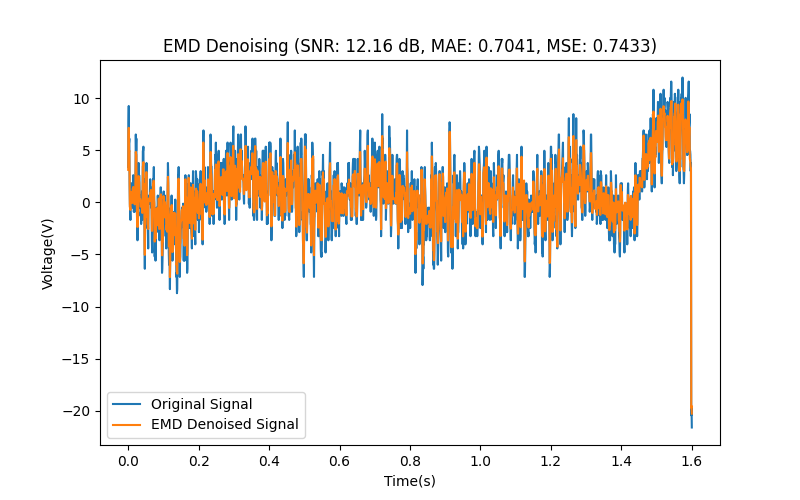 EMD Denoising (SNR: 12.16 dB, MAE: 0.7041, MSE: 0.7433)
10
5
0
−5
−10
−15
−20
Voltage(V)
Original Signal
EMD Denoised Signal
0.0 0.2 0.4 0.6 0.8 1.0 1.2 1.4 1.6
Time(s)